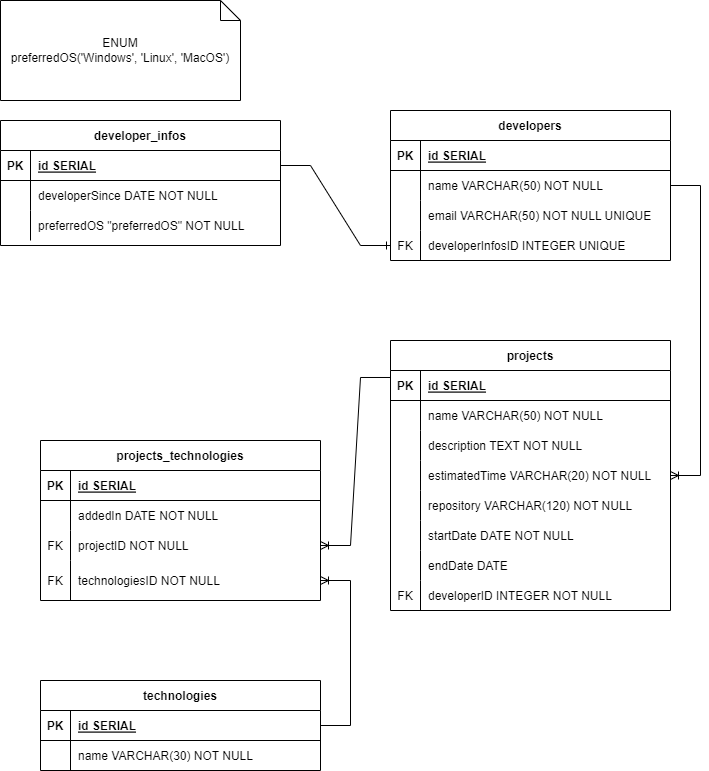 ENUM
preferredOS('Windows', 'Linux', 'MacOS')
developer_infos
PK id SERIAL
developerSince DATE NOT NULL
preferredOS "preferredOS" NOT NULL
developers
PK id SERIAL
name VARCHAR(50) NOT NULL
email VARCHAR(50) NOT NULL UNIQUE
FK developerInfosID INTEGER UNIQUE
projects
PK id SERIAL
name VARCHAR(50) NOT NULL
description TEXT NOT NULL
estimatedTime VARCHAR(20) NOT NULL
repository VARCHAR(120) NOT NULL
startDate DATE NOT NULL
endDate DATE
FK developerID INTEGER NOT NULL
projects_technologies
PK id SERIAL
addedIn DATE NOT NULL
FK projectID NOT NULL
FK technologiesID NOT NULL
technologies
PK id SERIAL
name VARCHAR(30) NOT NULL